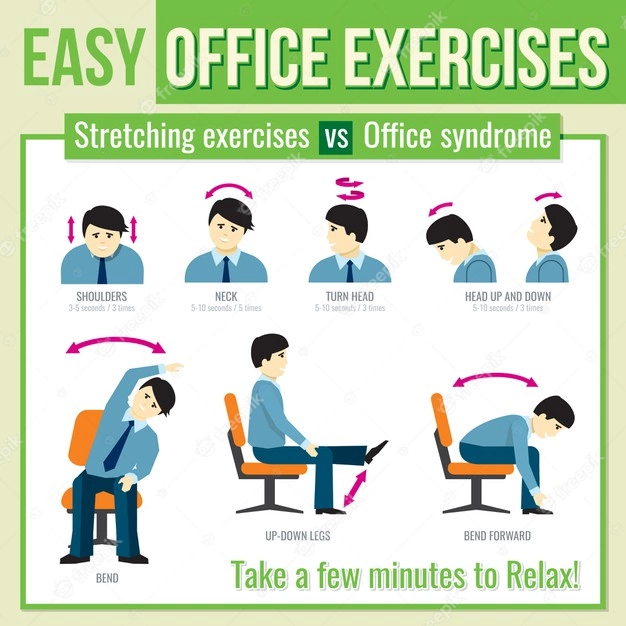 EASY OFFICE EXERCISES
Stretching exercises vs Office syndrome
SHOULDERS
3-5 seconds / 3 times
NECK
5-10 seconds / 5 times
TURN HEAD
5-10 seconds / 3 times
HEAD UP AND DOWN
5-10 seconds / 3 times
BEND
UP-DOWN LEGS
BEND FORWARD
Take a few minutes to Relax!